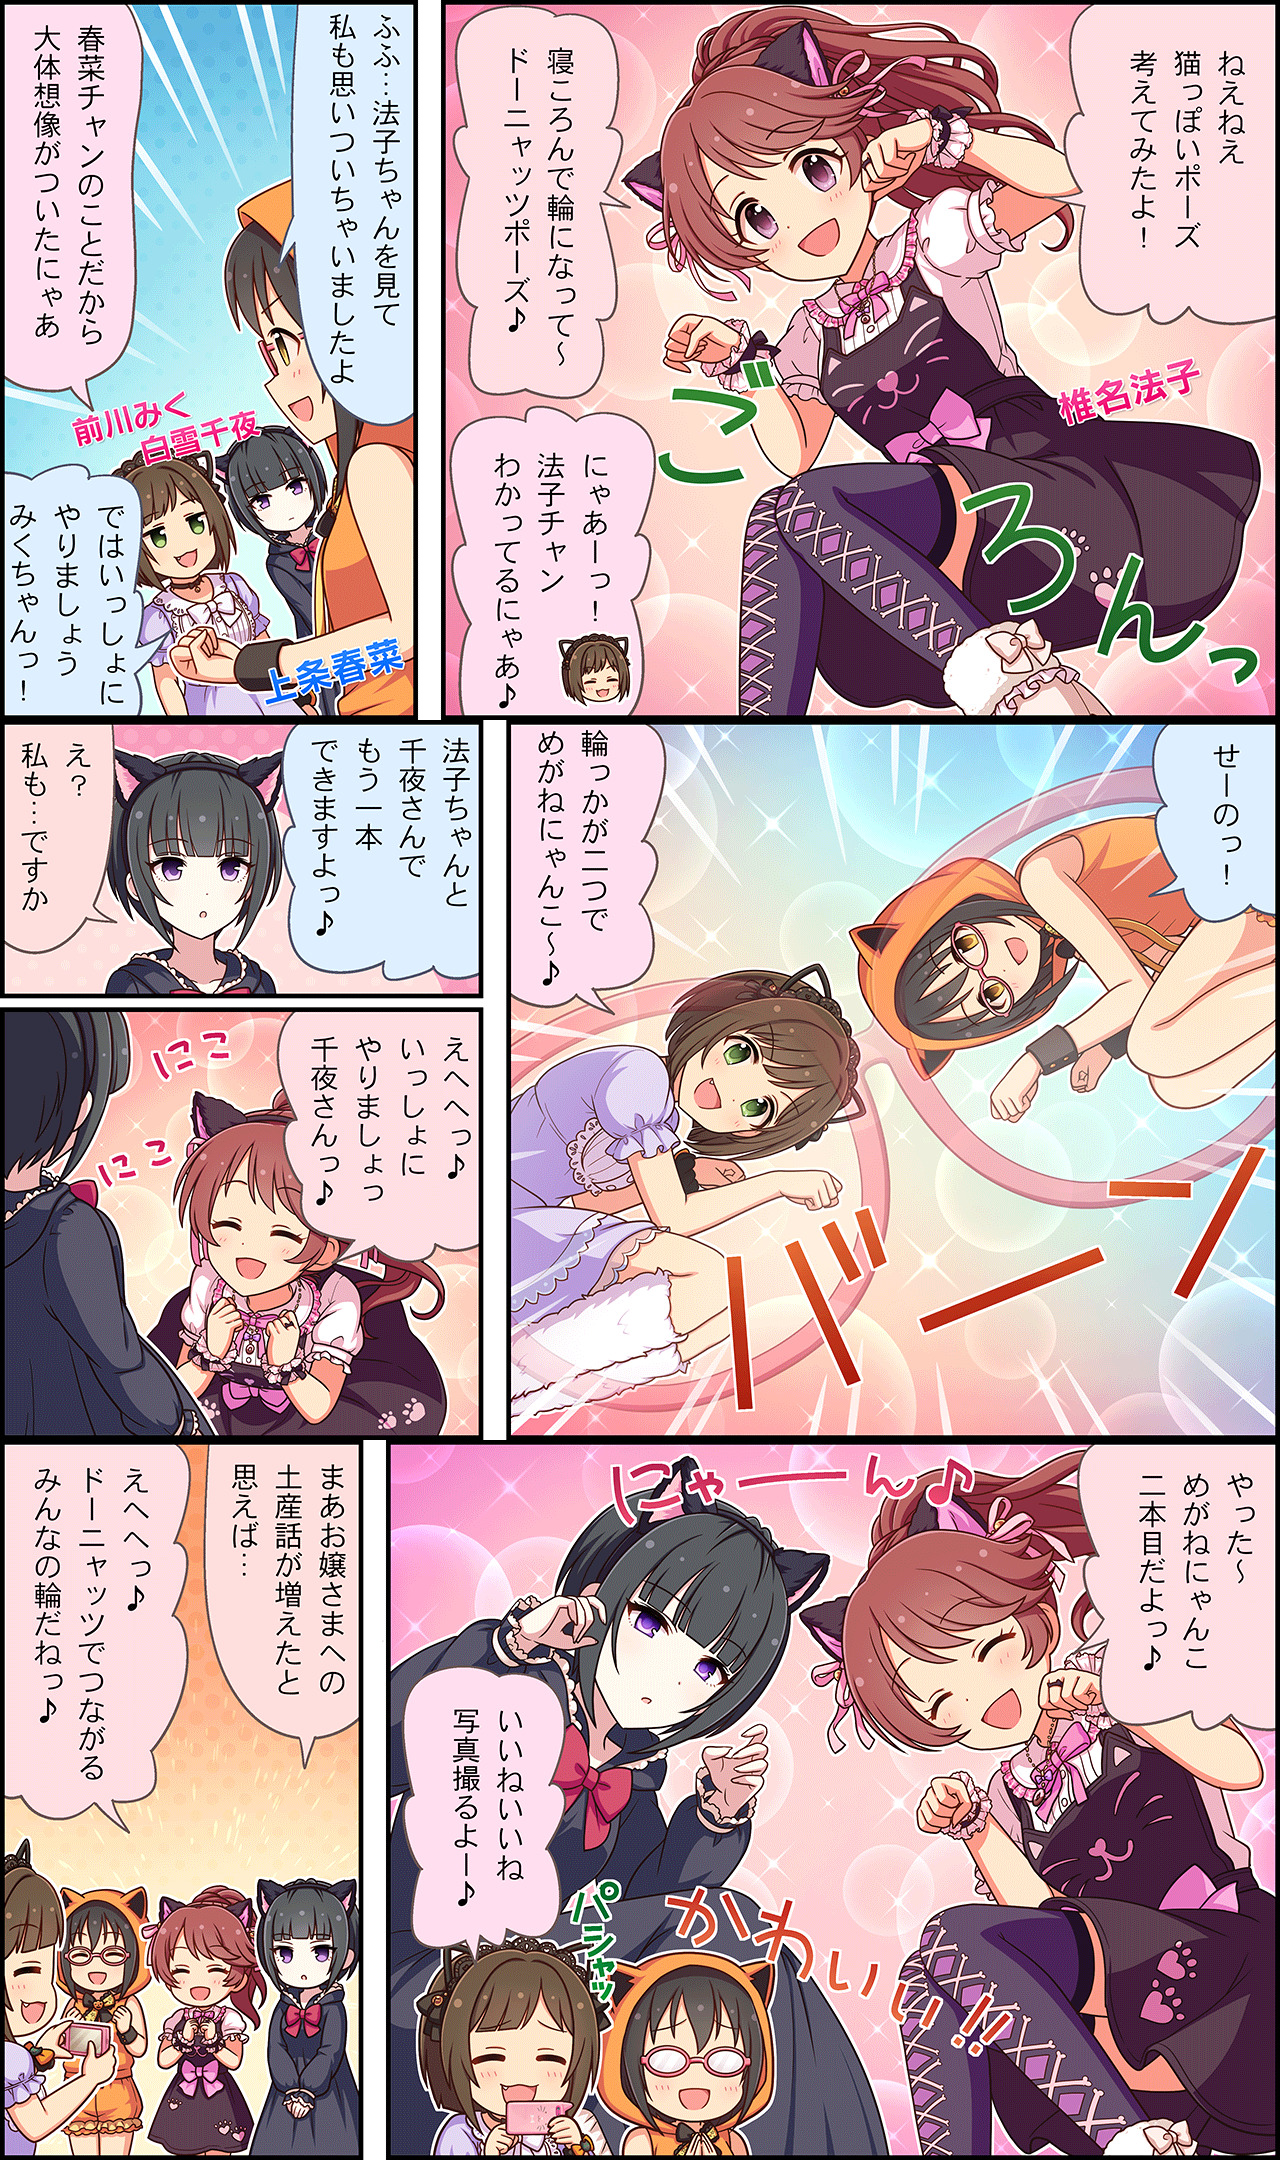 ねえねえ
猫っぽいポーズ
考えてみたよ！
寝ころんで輪になって～
ドーニャッツポーズ♪
椎名法子
ごろんっ
にゃあーっ！
法子チャン
わかってるにゃあ♪
ふふ…法子ちゃんを見て
私も思いついちゃいましたよ
春菜チャンのことだから
大体想像がついたにゃあ
前川みく
白雪千夜
上条春菜
ではいっしょに
やりましょう
みくちゃんっ！
せーのっ！
輪っかが二つで
めがねにゃんこ～♪
バーン
法子ちゃんと
千夜さんで
もう一本
できますよっ♪
え？
私も…ですか
えへへっ♪
いっしょに
やりましょっ
千夜さんっ♪
にこ
にこ
やった～
めがねにゃんこ
二本目だよっ♪
にゃーん♪
いいねいいね
写真撮るよー♪
パシャッ
かわいい!!
まあお嬢さまへの
土産話が増えたと
思えば…
えへへっ♪
ドーニャッツでつながる
みんなの輪だねっ♪